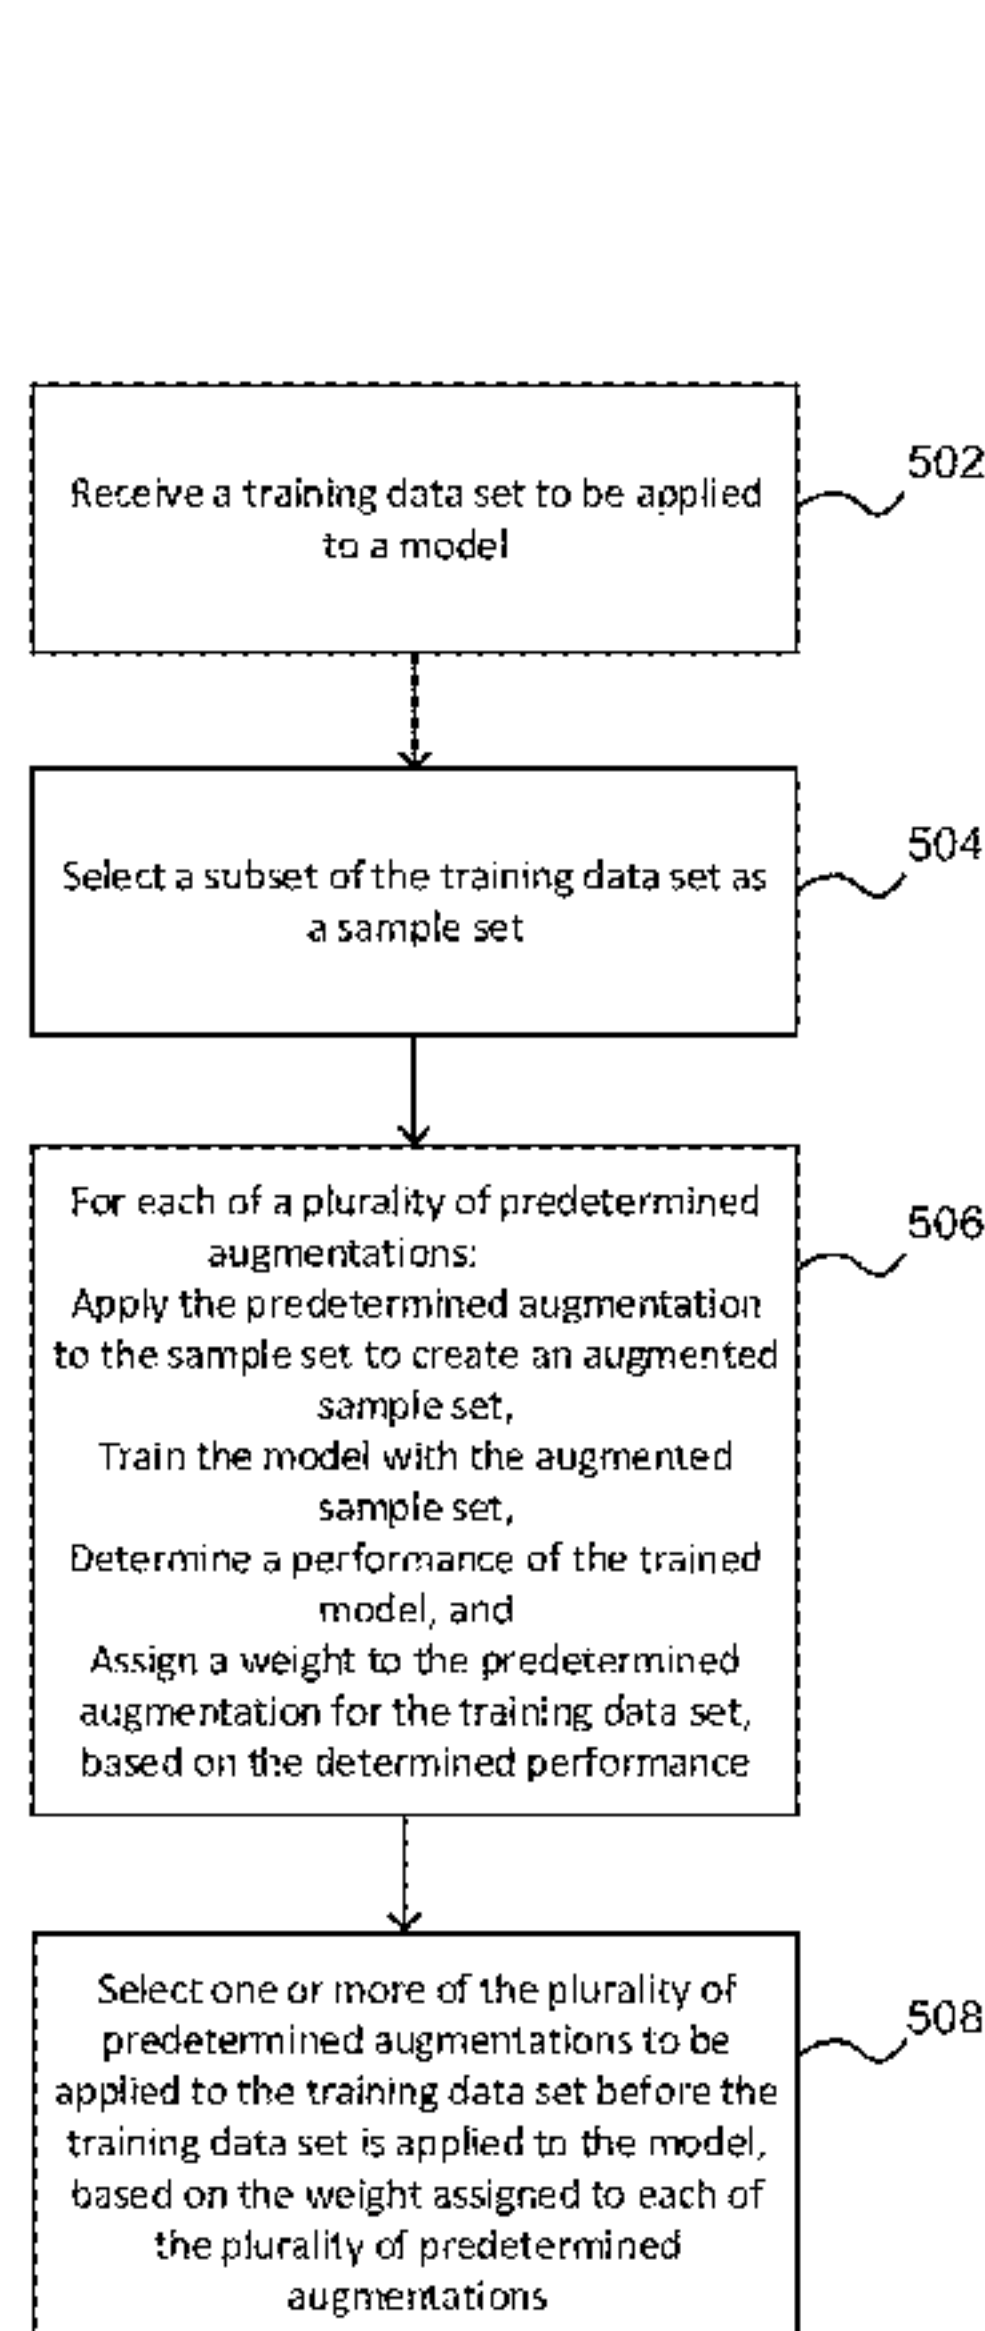 Receive a training data set to be applied
to a model
502
Select a subset of the training data set as
a sample set
504
For each of a plurality of predetermined
augmentations:
Apply the predetermined augmentation
to the sample set to create an augmented
sample set,
Train the model with the augmented
sample set,
Determine a performance of the trained
model, and
Assign a weight to the predetermined
augmentation for the training data set,
based on the determined performance
506
Select one or more of the plurality of
predetermined augmentations to be
applied to the training data set before the
training data set is applied to the model,
based on the weight assigned to each of
the plurality of predetermined
augmentations
508